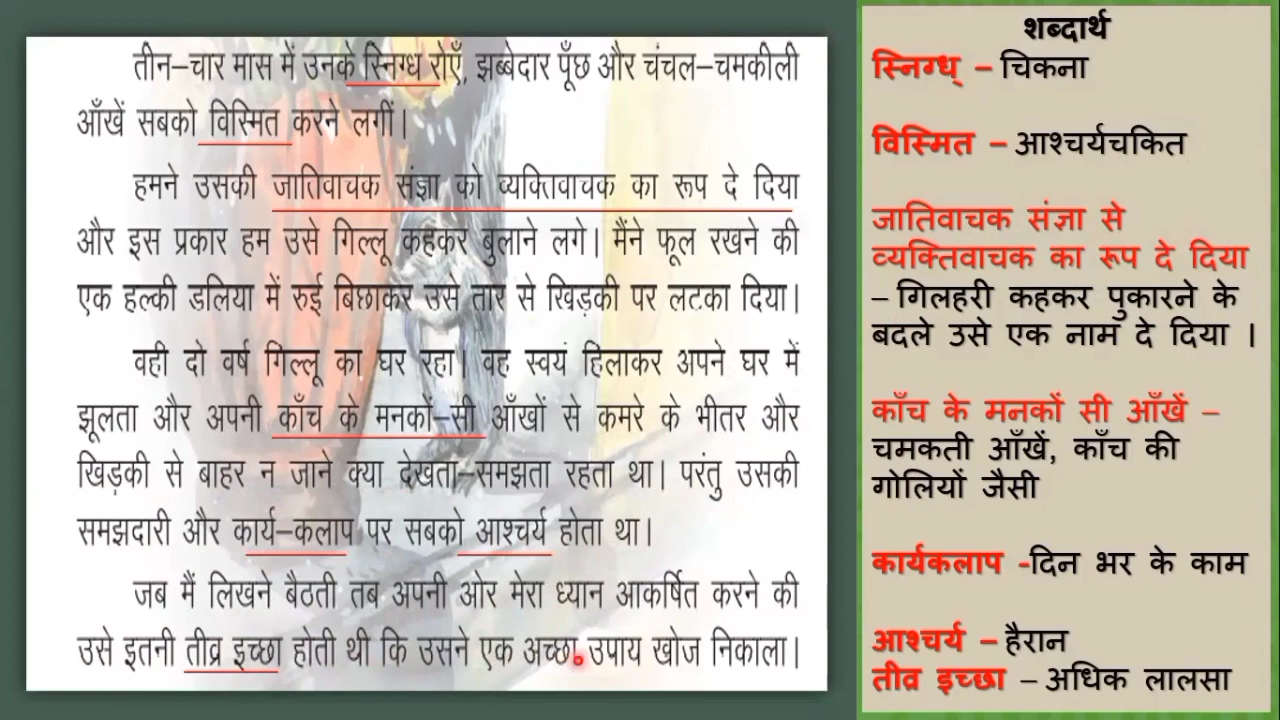 तीन–चार मास में उनके स्निग्ध रोएँ, झब्बेदार पूँछ और चंचल–चमकीली
आँखें सबको विस्मित करने लगीं।
हमने उसकी जातिवाचक संज्ञा को व्यक्तिवाचक का रूप दे दिया
और इस प्रकार हम उसे गिल्लू कहकर बुलाने लगे। मैंने फूल रखने की
एक हल्की डलिया में रुई बिछाकर उसे तार से खिड़की पर लटका दिया।
वही दो वर्ष गिल्लू का घर रहा। वह स्वयं हिलाकर अपने घर में
झूलता और अपनी काँच के मनकों–सी आँखों से कमरे के भीतर और
खिड़की से बाहर न जाने क्या देखता–समझता रहता था। परंतु उसकी
समझदारी और कार्य–कलाप पर सबको आश्चर्य होता था।
जब मैं लिखने बैठती तब अपनी ओर मेरा ध्यान आकर्षित करने की
उसे इतनी तीव्र इच्छा होती थी कि उसने एक अच्छा उपाय खोज निकाला।
शब्दार्थ
स्निग्ध् – चिकना
विस्मित – आश्चर्यचकित
जातिवाचक संज्ञा से
व्यक्तिवाचक का रूप दे दिया
– गिलहरी कहकर पुकारने के
बदले उसे एक नाम दे दिया ।
काँच के मनकों सी आँखें –
चमकती आँखें, काँच की
गोलियों जैसी
कार्यकलाप -दिन भर के काम
आश्चर्य – हैरान
तीव्र इच्छा – अधिक लालसा